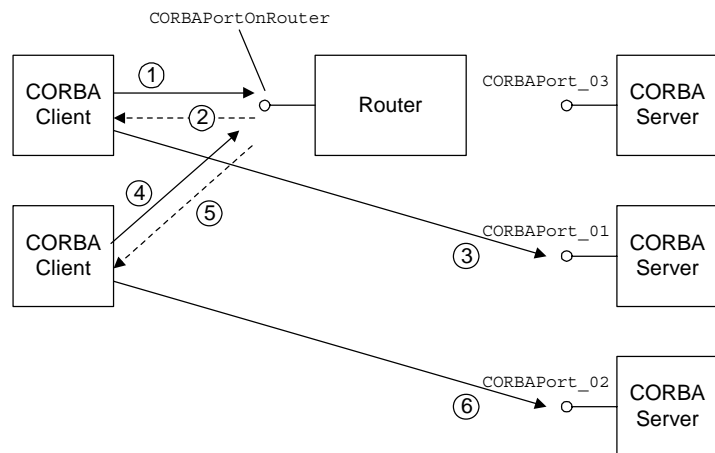 CORBAPortOnRouter
①
CORBA
Client
②
Router
CORBAPort_03
CORBA
Server
④
⑤
CORBA
Client
③
CORBAPort_01
CORBA
Server
⑥
CORBAPort_02
CORBA
Server